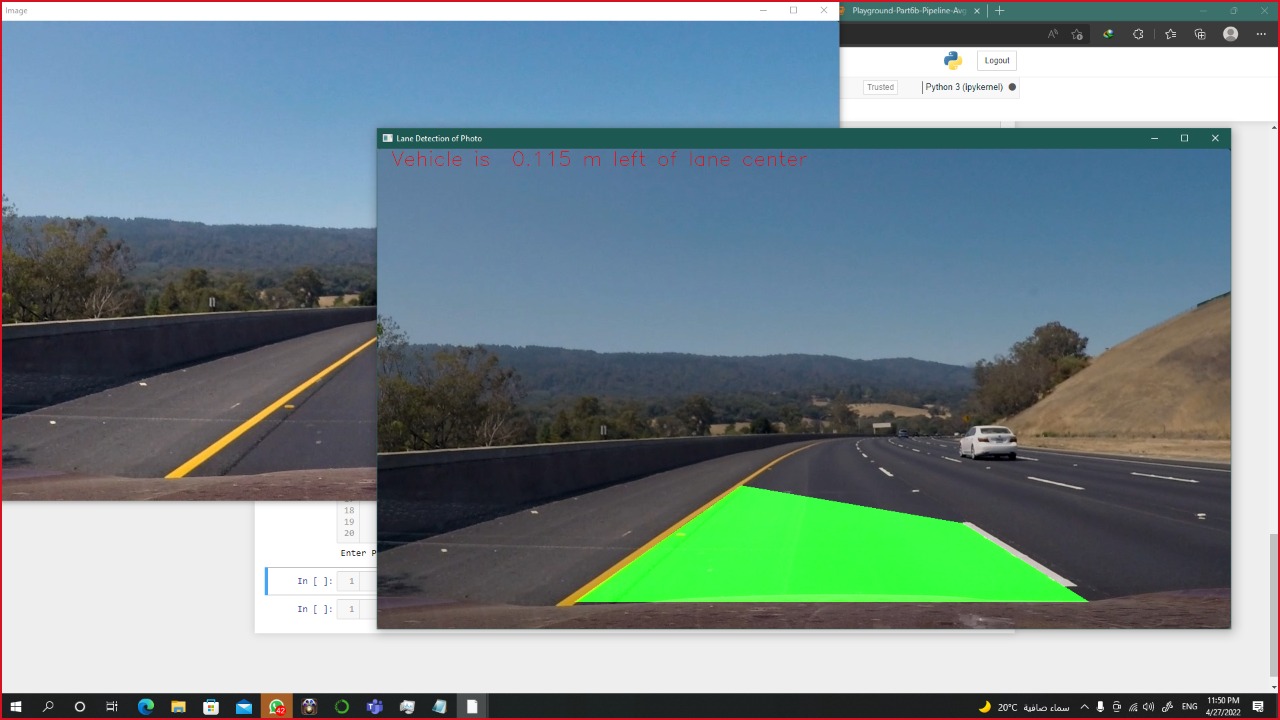 Image
Playground-Part6b-Pipeline-Avg
Logout
Trusted
Python 3 (ipykernel)
Lane Detection of Photo
Vehicle is 0.115 m left of lane center
18
19
20
Enter P
In [ ]: 1
In [ ]: 1
42
20°C سماء صافية
ENG
11:50 PM
4/27/2022